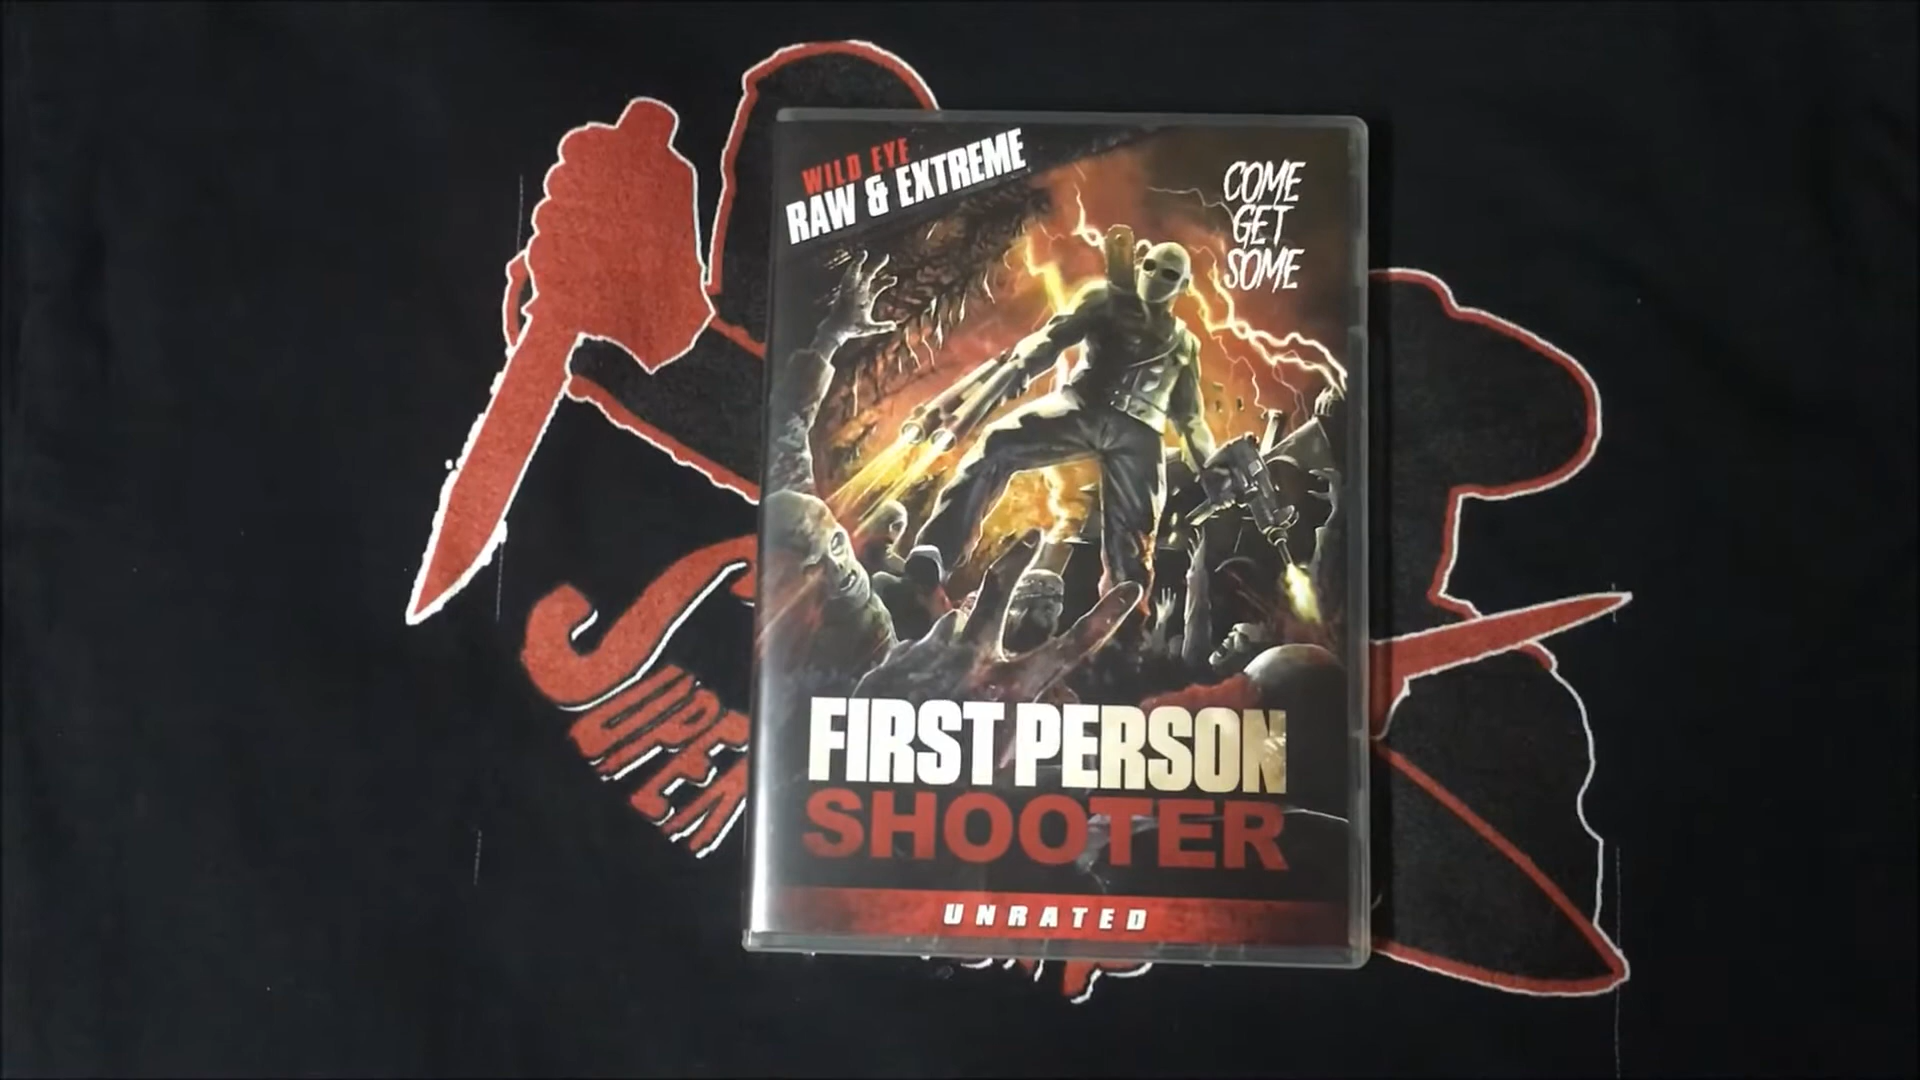 WILD EYE
RAW & EXTREME
COME
GET
SOME
FIRST PERSON
SHOOTER
UNRATED